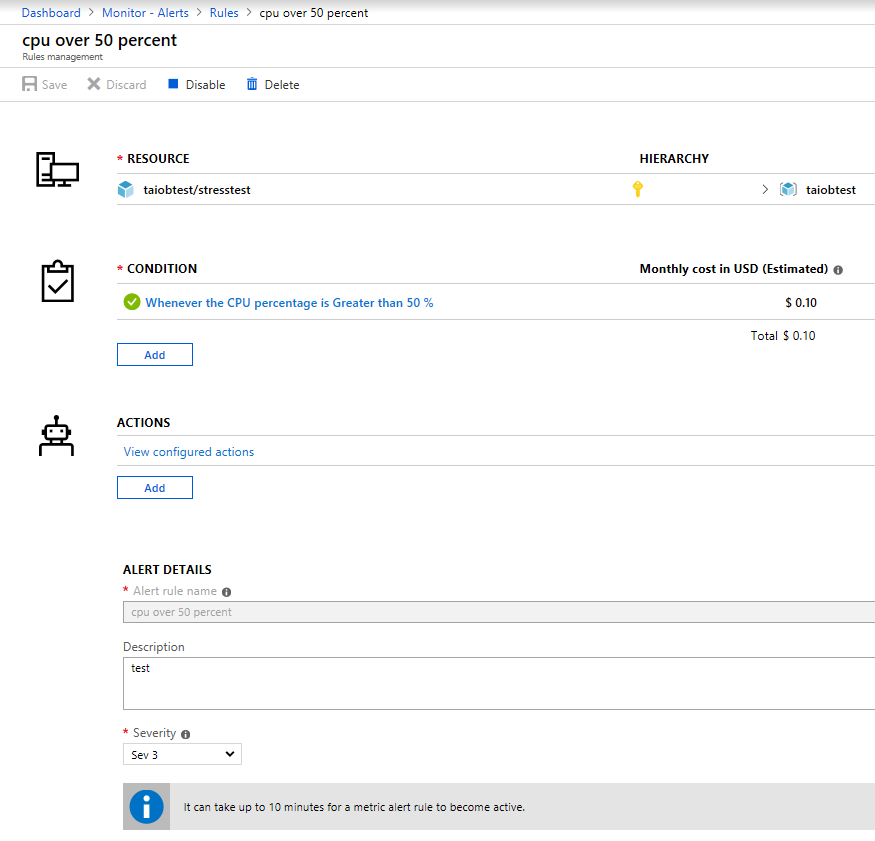 Dashboard > Monitor - Alerts > Rules > cpu over 50 percent
cpu over 50 percent
Rules management
Save Discard Disable Delete
* RESOURCE HIERARCHY
taiobtest/stresstest > taiobtest
* CONDITION Monthly cost in USD (Estimated)
Whenever the CPU percentage is Greater than 50 % $ 0.10
Total $ 0.10
Add
ACTIONS
View configured actions
Add
ALERT DETAILS
* Alert rule name
cpu over 50 percent
Description
test
* Severity
Sev 3
It can take up to 10 minutes for a metric alert rule to become active.